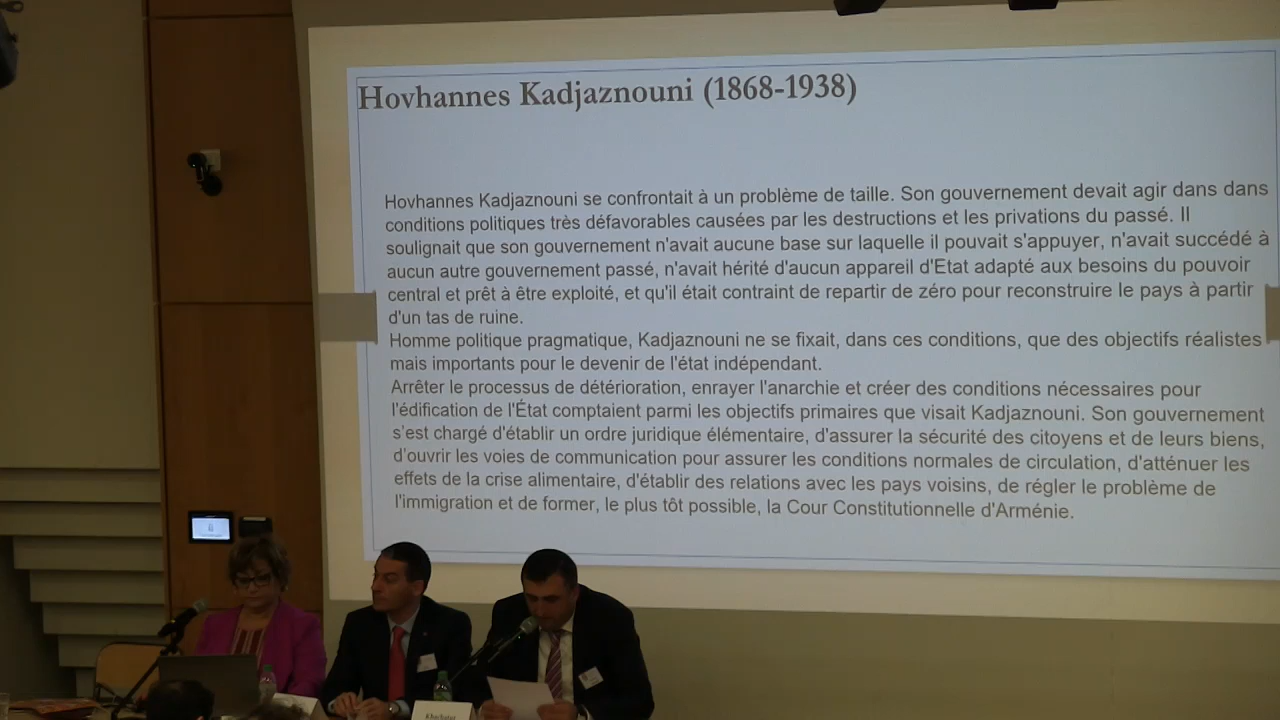 Hovhannes Kadjaznouni (1868-1938)
Hovhannes Kadjaznouni se confrontait à un problème de taille. Son gouvernement devait agir dans dans
conditions politiques très défavorables causées par les destructions et les privations du passé. Il
soulignait que son gouvernement n'avait aucune base sur laquelle il pouvait s'appuyer, n'avait succédé à
aucun autre gouvernement passé, n'avait hérité d'aucun appareil d'Etat adapté aux besoins du pouvoir
central et prêt à être exploité, et qu'il était contraint de repartir de zéro pour reconstruire le pays à partir
d'un tas de ruine.
Homme politique pragmatique, Kadjaznouni ne se fixait, dans ces conditions, que des objectifs réalistes
mais importants pour le devenir de l'état indépendant.
Arrêter le processus de détérioration, enrayer l'anarchie et créer des conditions nécessaires pour
l'édification de l'État comptaient parmi les objectifs primaires que visait Kadjaznouni. Son gouvernement
s'est chargé d'établir un ordre juridique élémentaire, d'assurer la sécurité des citoyens et de leurs biens,
d'ouvrir les voies de communication pour assurer les conditions normales de circulation, d'atténuer les
effets de la crise alimentaire, d'établir des relations avec les pays voisins, de régler le problème de
l'immigration et de former, le plus tôt possible, la Cour Constitutionnelle d'Arménie.